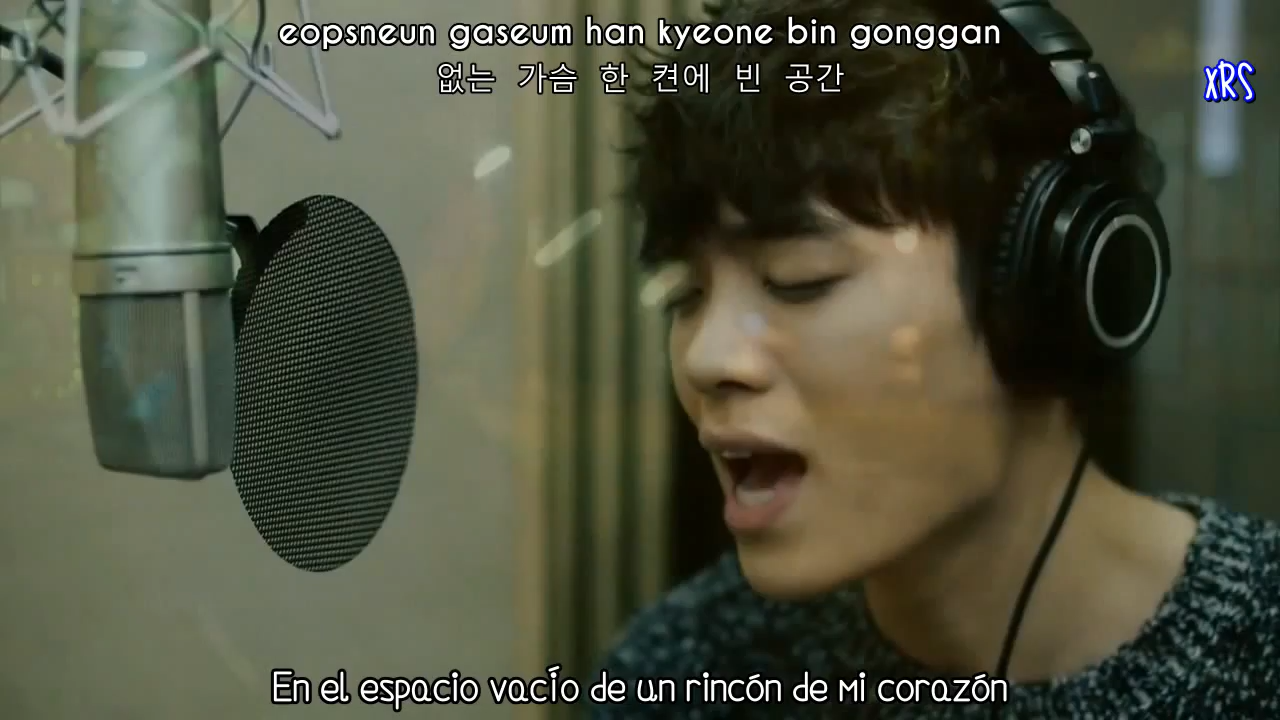 eopsneun gaseum han kyeone bin gonggan
없는 가슴 한 켠에 빈 공간
XRS
En el espacio vacÍo de un rincón de mi corazón